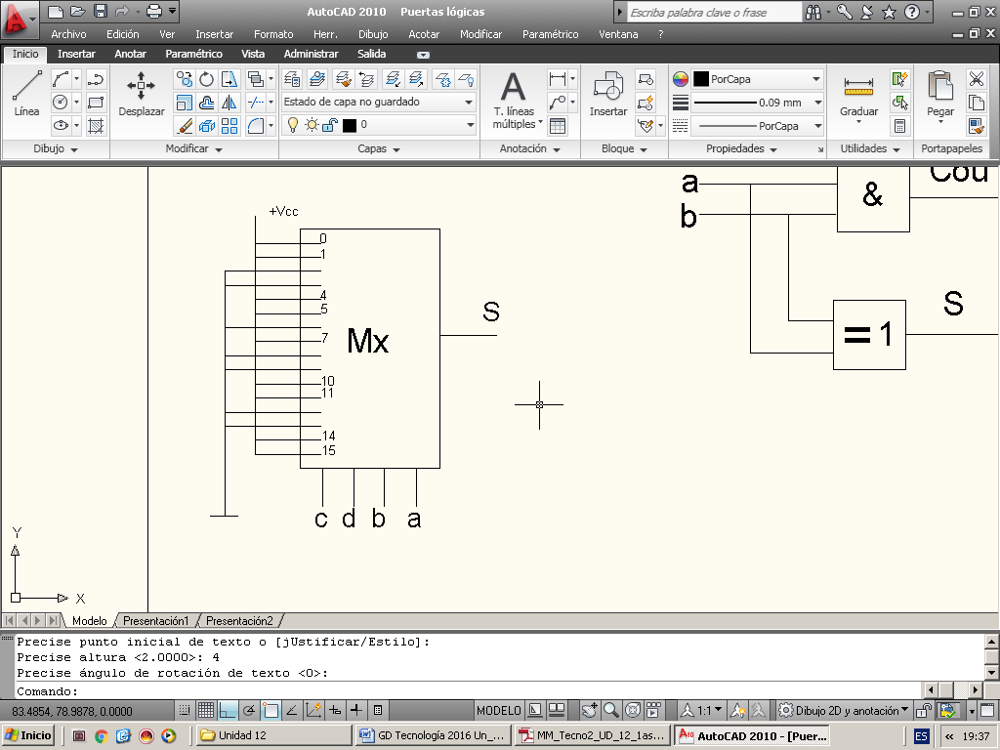 AutoCAD 2010 Puertas lógicas
Escriba palabra clave o frase
Archivo Edición Ver Insertar Formato Herr. Dibujo Acotar Modificar Paramétrico Ventana ?
Inicio Insertar Anotar Paramétrico Vista Administrar Salida
Línea
Desplazar
Estado de capa no guardado
0
A
T. líneas
múltiples
Insertar
PorCapa
0.09 mm
PorCapa
Graduar
Pegar
Dibujo Modificar Capas Anotación Bloque Propiedades Utilidades Portapapeles
+Vcc
0
1
4
5
7
10
11
14
15
Mx
S
c d b a
a
b
&
Cou
= 1
S
Y
X
Modelo Presentación1 Presentación2
Precise punto inicial de texto o [jUstificar/Estilo]:
Precise altura <2.0000>: 4
Precise ángulo de rotación de texto <0>:
Comando:
83.4854, 78.9878, 0.0000 MODELO 1:1 Dibujo 2D y anotación
Inicio Unidad 12 GD Tecnología 2016 Un_... MM_Tecno2_UD_12_1as... AutoCAD 2010 - [Puer... ES « 19:37